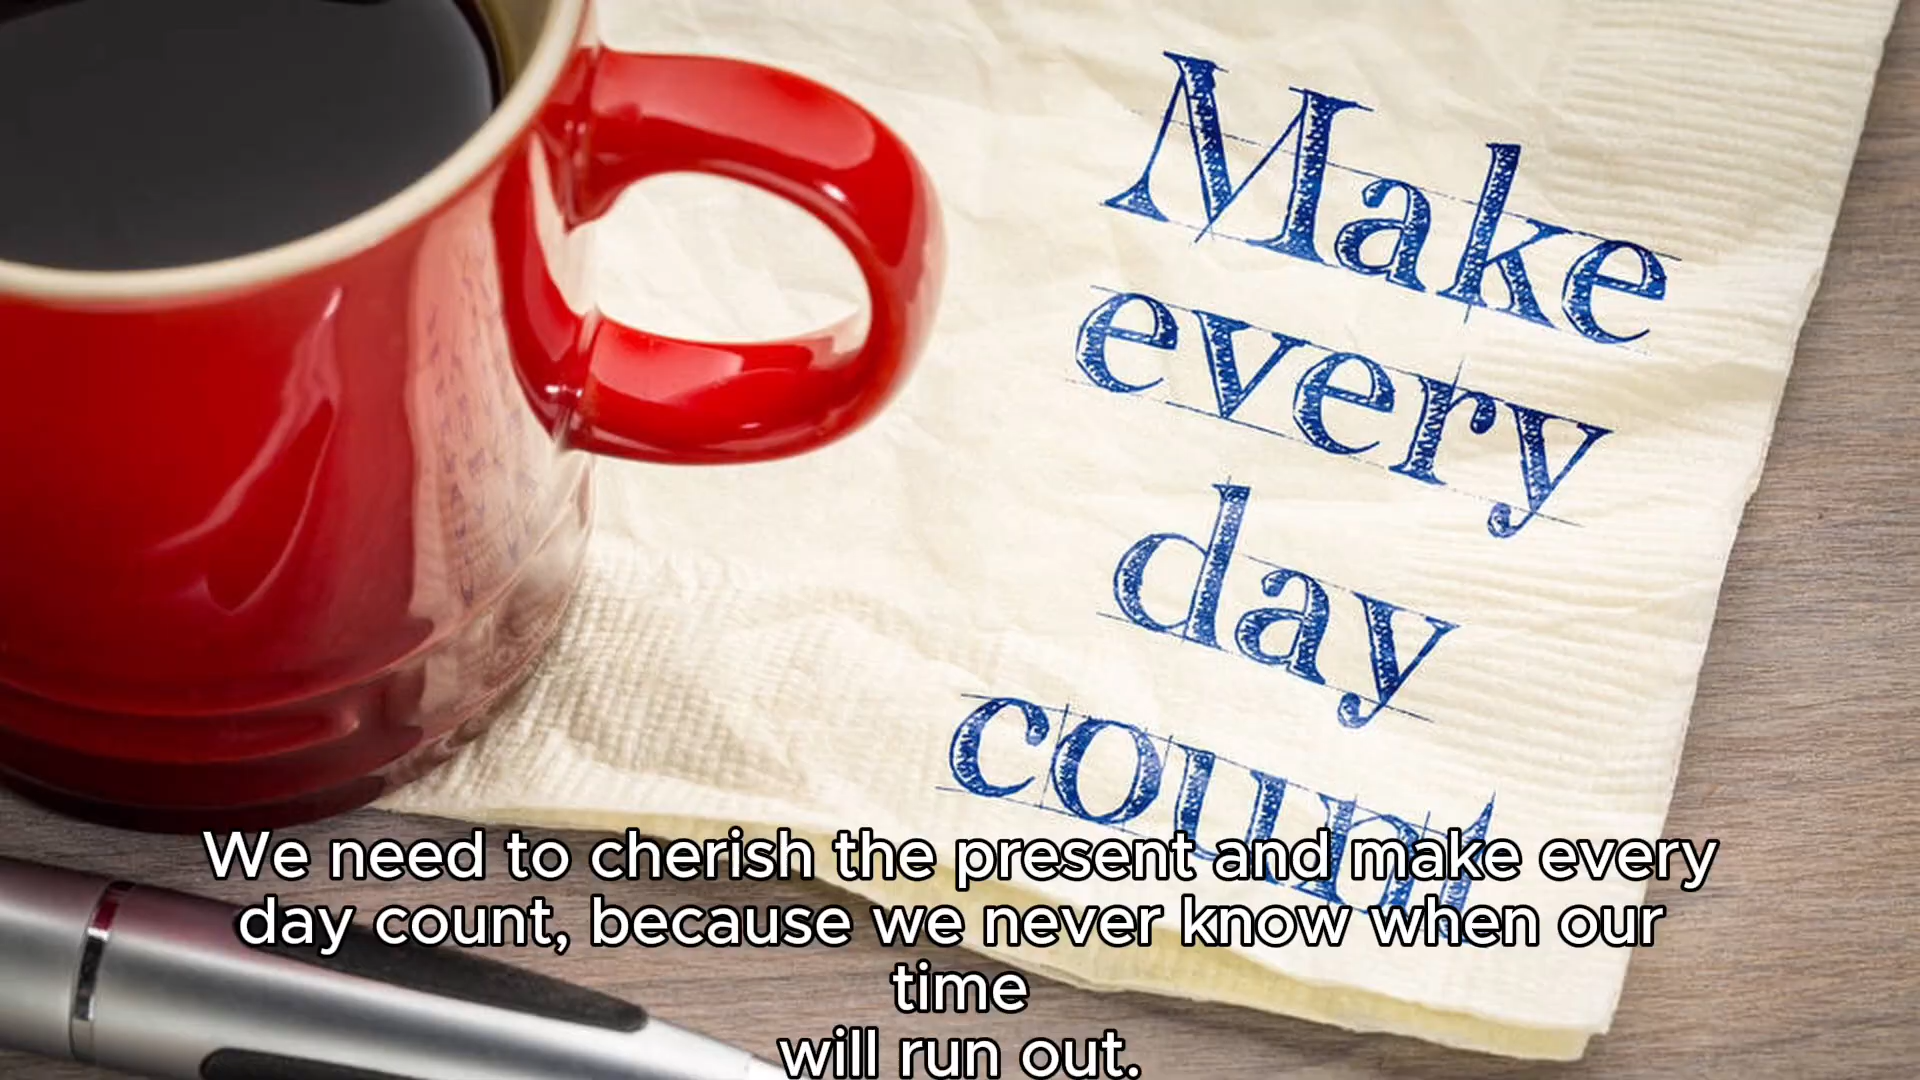 Make
every
day
count
We need to cherish the present and make every
day count, because we never know when our
time
will run out.